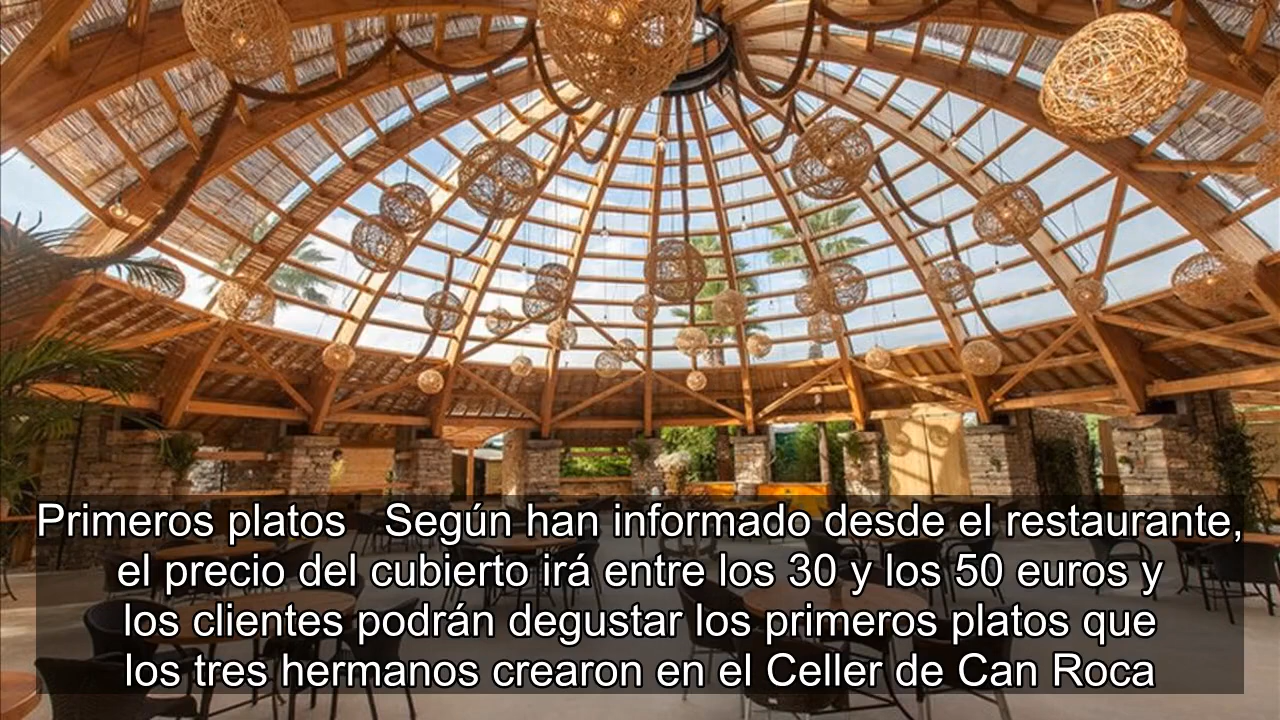 Primeros platos   Según han informado desde el restaurante,
el precio del cubierto irá entre los 30 y los 50 euros y
los clientes podrán degustar los primeros platos que
los tres hermanos crearon en el Celler de Can Roca